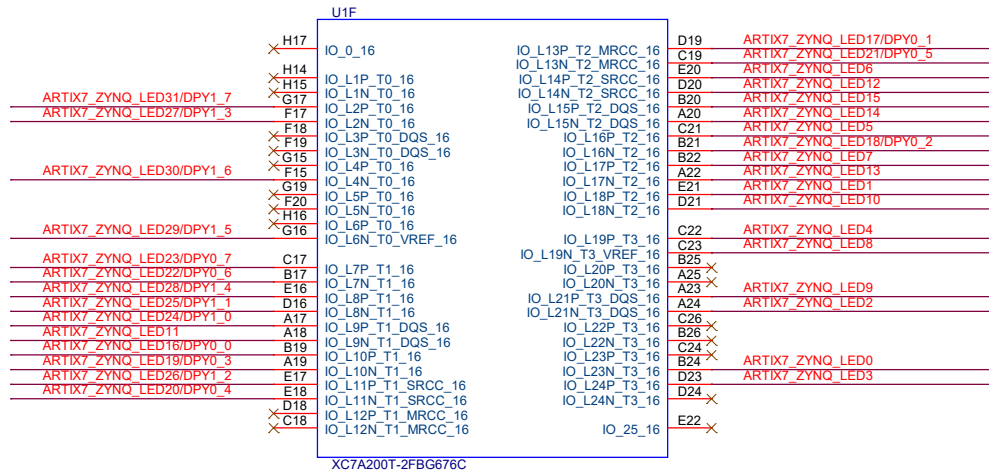 U1F
H17 IO_0_16
H14 IO_L1P_T0_16
H15 IO_L1N_T0_16
ARTIX7_ZYNQ_LED31/DPY1_7 G17 IO_L2P_T0_16
ARTIX7_ZYNQ_LED27/DPY1_3 F17 IO_L2N_T0_16
F18 IO_L3P_T0_DQS_16
F19 IO_L3N_T0_DQS_16
G15 IO_L4P_T0_16
ARTIX7_ZYNQ_LED30/DPY1_6 F15 IO_L4N_T0_16
G19 IO_L5P_T0_16
F20 IO_L5N_T0_16
H16 IO_L6P_T0_16
ARTIX7_ZYNQ_LED29/DPY1_5 G16 IO_L6N_T0_VREF_16
ARTIX7_ZYNQ_LED23/DPY0_7 C17 IO_L7P_T1_16
ARTIX7_ZYNQ_LED22/DPY0_6 B17 IO_L7N_T1_16
ARTIX7_ZYNQ_LED28/DPY1_4 E16 IO_L8P_T1_16
ARTIX7_ZYNQ_LED25/DPY1_1 D16 IO_L8N_T1_16
ARTIX7_ZYNQ_LED24/DPY1_0 A17 IO_L9P_T1_DQS_16
ARTIX7_ZYNQ_LED11 A18 IO_L9N_T1_DQS_16
ARTIX7_ZYNQ_LED16/DPY0_0 B19 IO_L10P_T1_16
ARTIX7_ZYNQ_LED19/DPY0_3 A19 IO_L10N_T1_16
ARTIX7_ZYNQ_LED26/DPY1_2 E17 IO_L11P_T1_SRCC_16
ARTIX7_ZYNQ_LED20/DPY0_4 E18 IO_L11N_T1_SRCC_16
D18 IO_L12P_T1_MRCC_16
C18 IO_L12N_T1_MRCC_16
IO_L13P_T2_MRCC_16 D19 ARTIX7_ZYNQ_LED17/DPY0_1
IO_L13N_T2_MRCC_16 C19 ARTIX7_ZYNQ_LED21/DPY0_5
IO_L14P_T2_SRCC_16 E20 ARTIX7_ZYNQ_LED6
IO_L14N_T2_SRCC_16 D20 ARTIX7_ZYNQ_LED12
IO_L15P_T2_DQS_16 B20 ARTIX7_ZYNQ_LED15
IO_L15N_T2_DQS_16 A20 ARTIX7_ZYNQ_LED14
IO_L16P_T2_16 C21 ARTIX7_ZYNQ_LED5
IO_L16N_T2_16 B21 ARTIX7_ZYNQ_LED18/DPY0_2
IO_L17P_T2_16 B22 ARTIX7_ZYNQ_LED7
IO_L17N_T2_16 A22 ARTIX7_ZYNQ_LED13
IO_L18P_T2_16 E21 ARTIX7_ZYNQ_LED1
IO_L18N_T2_16 D21 ARTIX7_ZYNQ_LED10
IO_L19P_T3_16 C22 ARTIX7_ZYNQ_LED4
IO_L19N_T3_VREF_16 C23 ARTIX7_ZYNQ_LED8
IO_L20P_T3_16 B25
IO_L20N_T3_16 A25
IO_L21P_T3_DQS_16 A23 ARTIX7_ZYNQ_LED9
IO_L21N_T3_DQS_16 A24 ARTIX7_ZYNQ_LED2
IO_L22P_T3_16 C26
IO_L22N_T3_16 B26
IO_L23P_T3_16 C24
IO_L23N_T3_16 B24 ARTIX7_ZYNQ_LED0
IO_L24P_T3_16 D23 ARTIX7_ZYNQ_LED3
IO_L24N_T3_16 D24
IO_25_16 E22
XC7A200T-2FBG676C